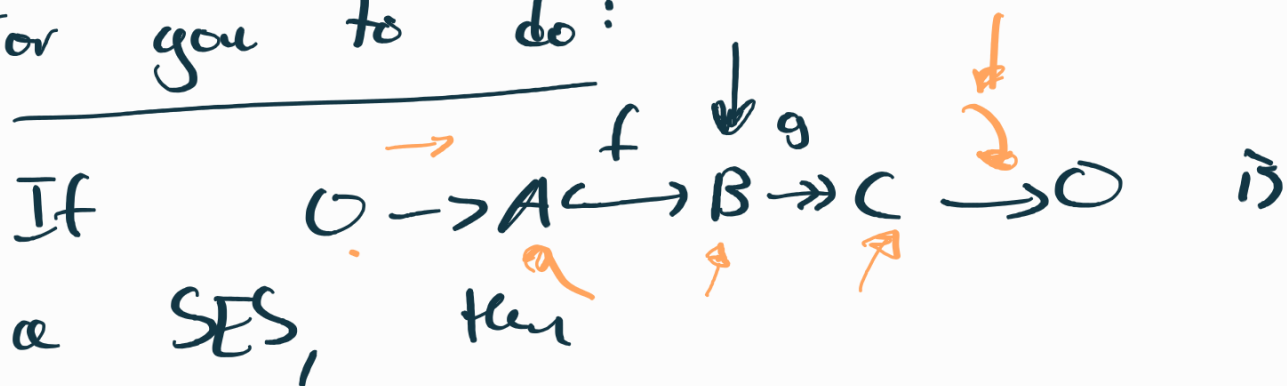 or you to do:
f g
If 0 → A ↪ B ↠ C → 0 is
a SES, then